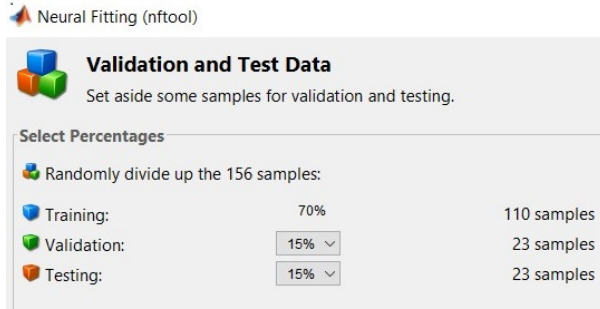 Neural Fitting (nftool)
Validation and Test Data
Set aside some samples for validation and testing.
Select Percentages
Randomly divide up the 156 samples:
Training: 70% 110 samples
Validation: 15% 23 samples
Testing: 15% 23 samples